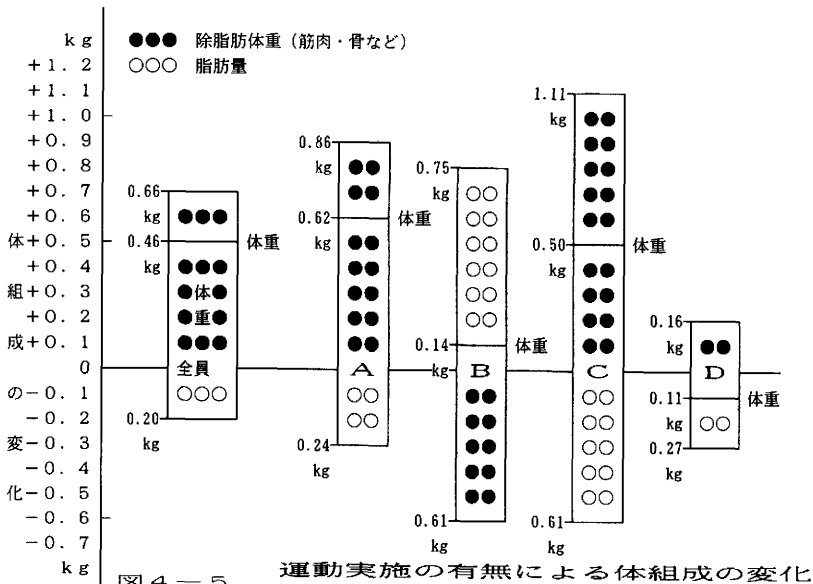 kg
●●● 除脂肪体重（筋肉・骨など）
○○○ 脂肪量
+1.2
+1.1
+1.0
+0.9
+0.8
+0.7
+0.6
体+0.5
+0.4
組+0.3
+0.2
成+0.1
0
の-0.1
-0.2
変-0.3
-0.4
化-0.5
-0.6
-0.7
kg
0.66
kg
0.46
体重
kg
体
重
全員
0.20
kg
0.86
kg
0.62
体重
kg
A
0.24
kg
0.75
kg
0.14
体重
kg
B
0.61
kg
1.11
kg
0.50
体重
kg
C
0.61
kg
0.16
kg
D
0.11
体重
kg
0.27
kg
図4-5 運動実施の有無による体組成の変化